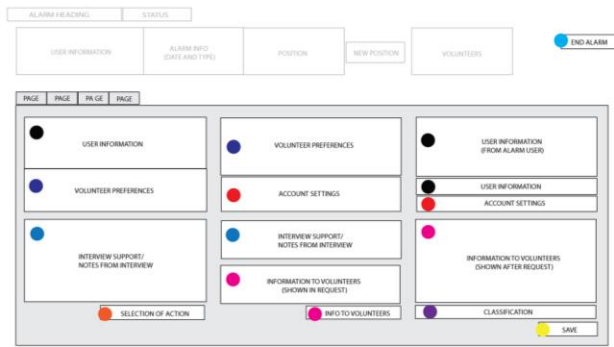 ALARM HEADING
STATUS
USER INFORMATION
ALARM INFO
(DATE AND TYPE)
POSITION
NEW POSITION
VOLUNTEERS
END ALARM
PAGE
PAGE
PA GE
PAGE
USER INFORMATION
VOLUNTEER PREFERENCES
INTERVIEW SUPPORT/
NOTES FROM INTERVIEW
SELECTION OF ACTION
VOLUNTEER PREFERENCES
ACCOUNT SETTINGS
INTERVIEW SUPPORT/
NOTES FROM INTERVIEW
INFORMATION TO VOLUNTEERS
(SHOWN IN REQUEST)
INFO TO VOLUNTEERS
USER INFORMATION
(FROM ALARM USER)
USER INFORMATION
ACCOUNT SETTINGS
INFORMATION TO VOLUNTEERS
(SHOWN AFTER REQUEST)
CLASSIFICATION
SAVE